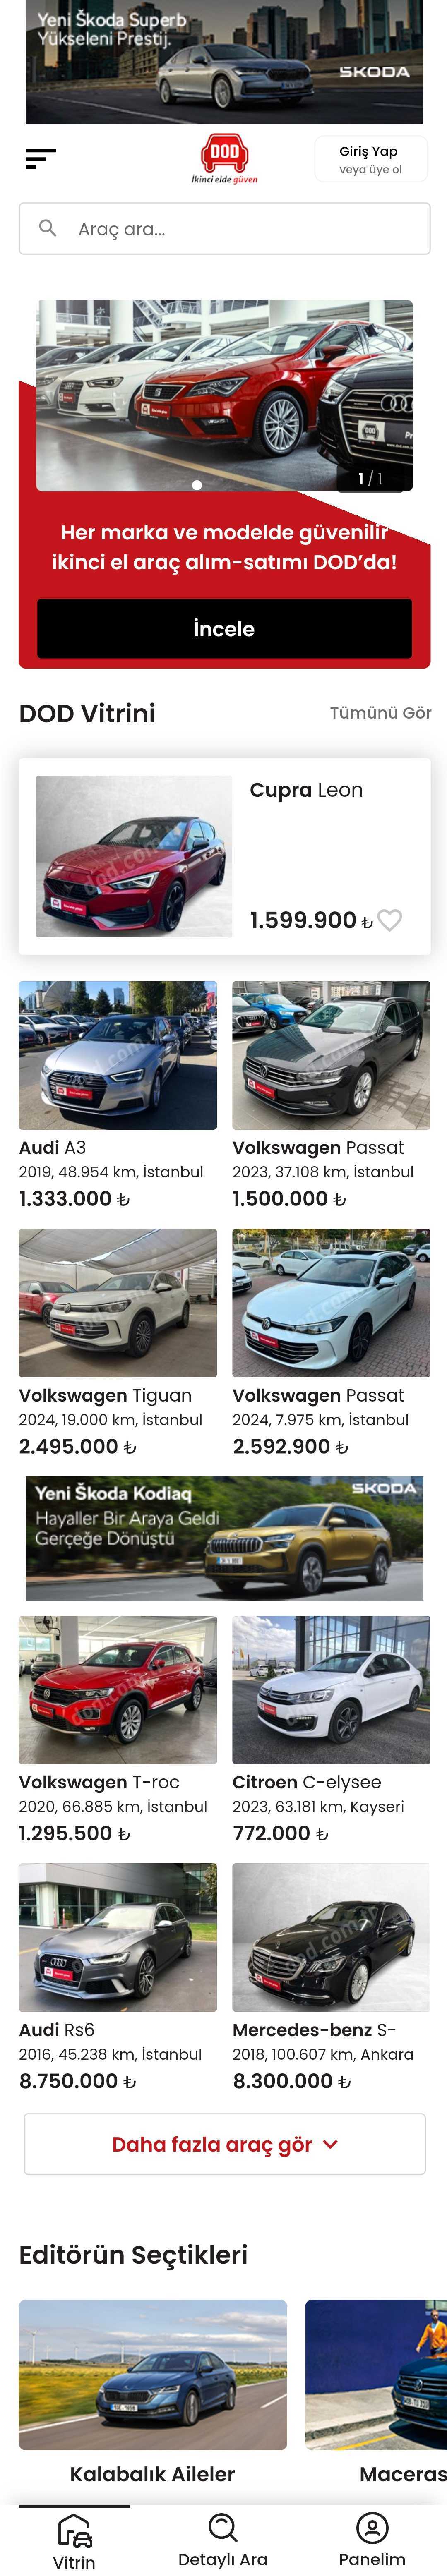 Yeni Škoda Superb
Yükseleni Prestij.
SKODA
DOD
İkinci elde güven
Giriş Yap
veya üye ol
Araç ara...
1 / 1
Her marka ve modelde güvenilir
ikinci el araç alım-satımı DOD'da!
İncele
DOD Vitrini
Tümünü Gör
Cupra Leon
1.599.900 ₺
Audi A3
2019, 48.954 km, İstanbul
1.333.000 ₺
Volkswagen Passat
2023, 37.108 km, İstanbul
1.500.000 ₺
Volkswagen Tiguan
2024, 19.000 km, İstanbul
2.495.000 ₺
Volkswagen Passat
2024, 7.975 km, İstanbul
2.592.900 ₺
Yeni Škoda Kodiaq
Hayaller Bir Araya Geldi
Gerçeğe Dönüştü
SKODA
Volkswagen T-roc
2020, 66.885 km, İstanbul
1.295.500 ₺
Citroen C-elysee
2023, 63.181 km, Kayseri
772.000 ₺
Audi Rs6
2016, 45.238 km, İstanbul
8.750.000 ₺
Mercedes-benz S-
2018, 100.607 km, Ankara
8.300.000 ₺
Daha fazla araç gör
Editörün Seçtikleri
Kalabalık Aileler
Maceras
Vitrin
Detaylı Ara
Panelim